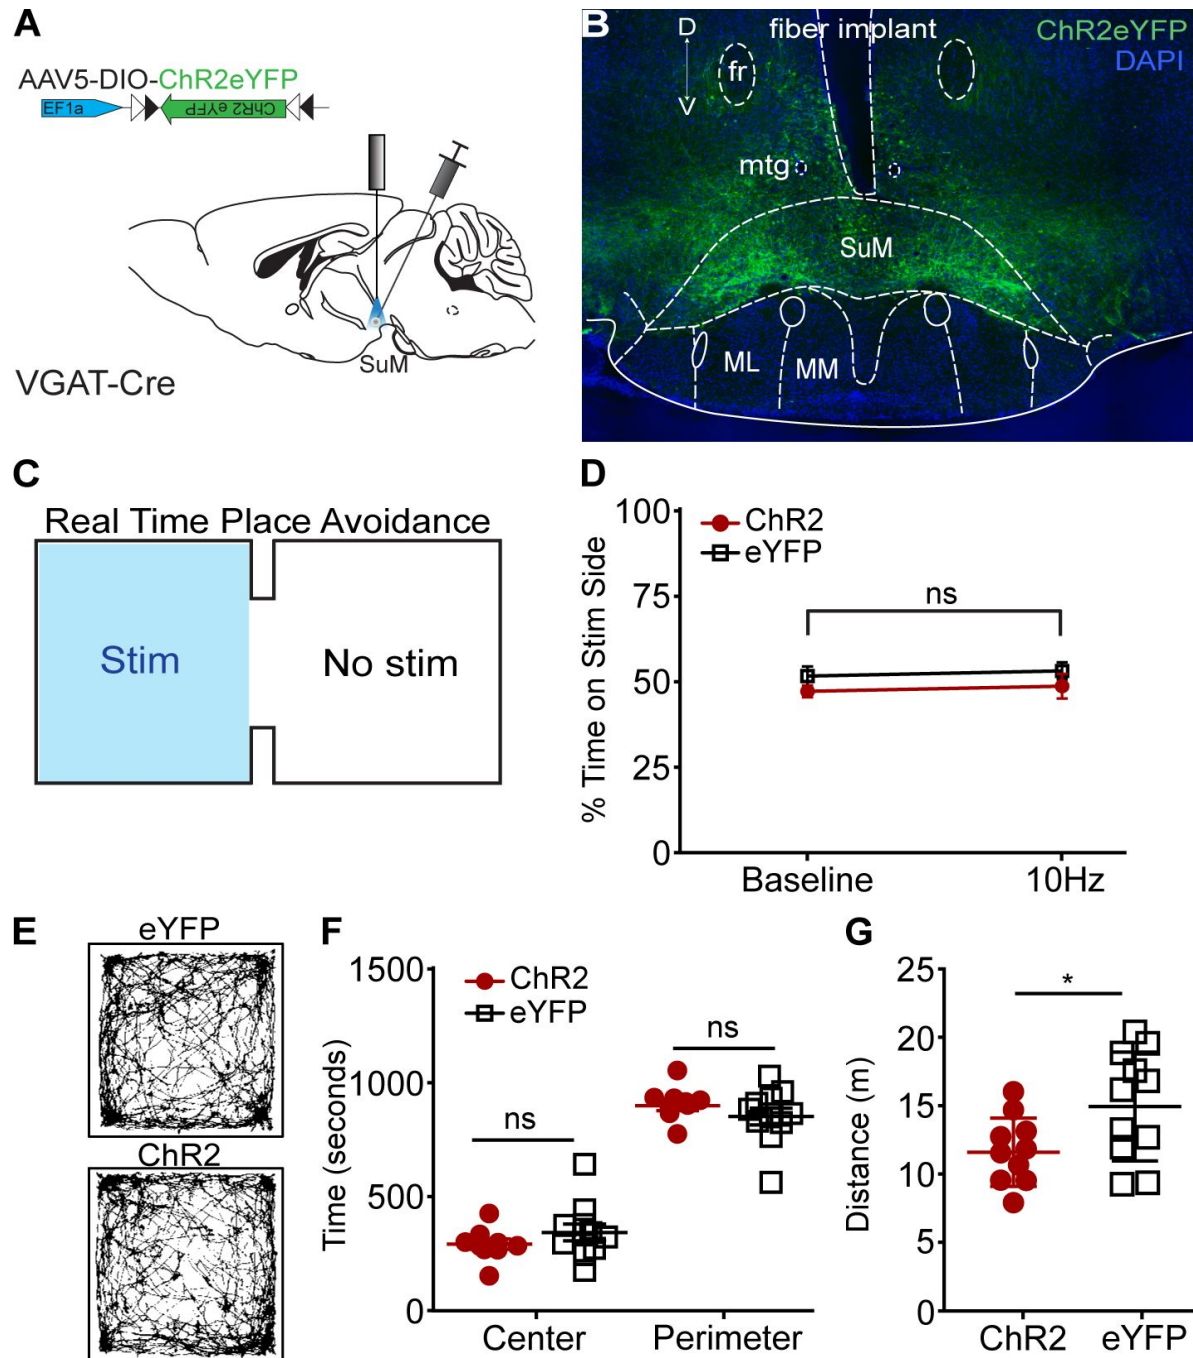 A
AAV5-DIO-ChR2eYFP
EF1a
ChR2 eYFP
SuM
VGAT-Cre
B
D
V
fiber implant
ChR2eYFP
DAPI
fr
mtg
SuM
ML
MM
C
Real Time Place Avoidance
Stim
No stim
D
% Time on Stim Side
100
75
50
25
0
ChR2
eYFP
ns
Baseline
10Hz
E
eYFP
ChR2
F
Time (seconds)
1500
1000
500
0
ChR2
eYFP
ns
ns
Center
Perimeter
G
Distance (m)
25
20
15
10
5
0
*
ChR2
eYFP